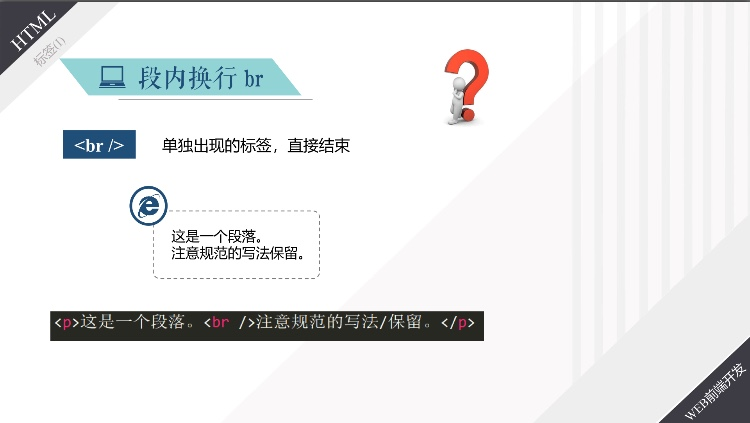 HTML
标签(1)
段内换行 br
<br />
单独出现的标签，直接结束
这是一个段落。
注意规范的写法保留。
<p>这是一个段落。<br />注意规范的写法/保留。</p>
WEB前端开发